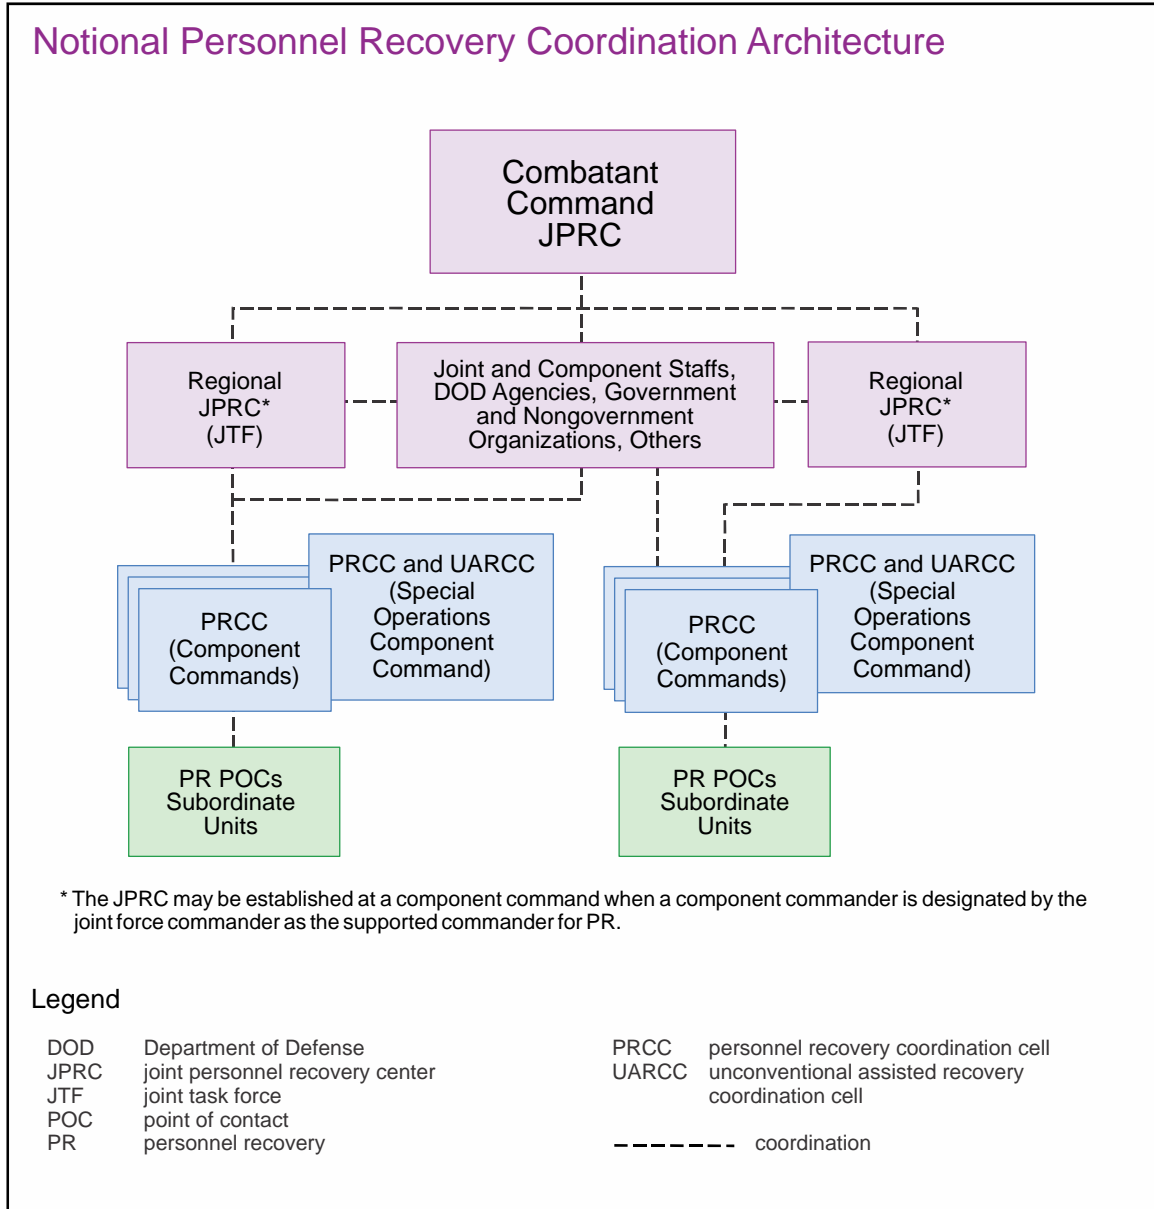 Notional Personnel Recovery Coordination Architecture
Combatant
Command
JPRC
Regional
JPRC*
(JTF)
Joint and Component Staffs,
DOD Agencies, Government
and Nongovernment
Organizations, Others
Regional
JPRC*
(JTF)
PRCC
(Component
Commands)
PRCC and UARCC
(Special
Operations
Component
Command)
PRCC
(Component
Commands)
PRCC and UARCC
(Special
Operations
Component
Command)
PR POCs
Subordinate
Units
PR POCs
Subordinate
Units
* The JPRC may be established at a component command when a component commander is designated by the
joint force commander as the supported commander for PR.
Legend
DOD Department of Defense
JPRC joint personnel recovery center
JTF joint task force
POC point of contact
PR personnel recovery
PRCC personnel recovery coordination cell
UARCC unconventional assisted recovery
coordination cell
coordination